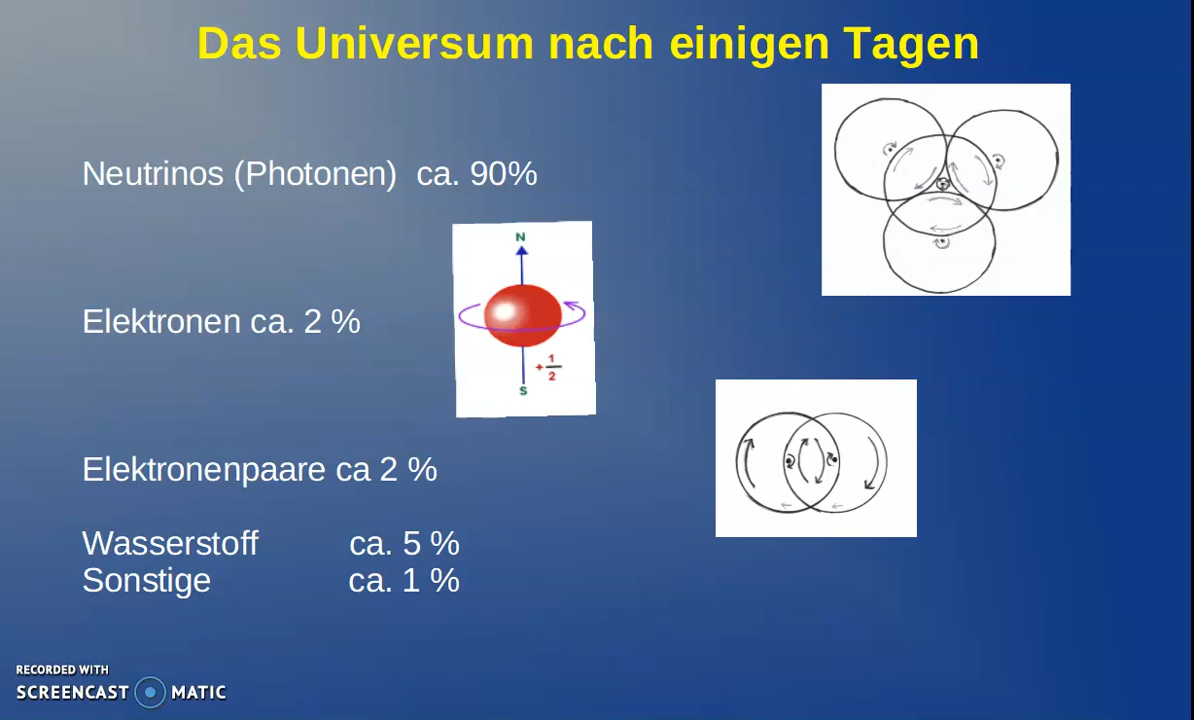 Das Universum nach einigen Tagen
Neutrinos (Photonen) ca. 90%
N
Elektronen ca. 2 %
+ 1/2
S
Elektronenpaare ca 2 %
Wasserstoff ca. 5 %
Sonstige ca. 1 %
RECORDED WITH
SCREENCAST MATIC